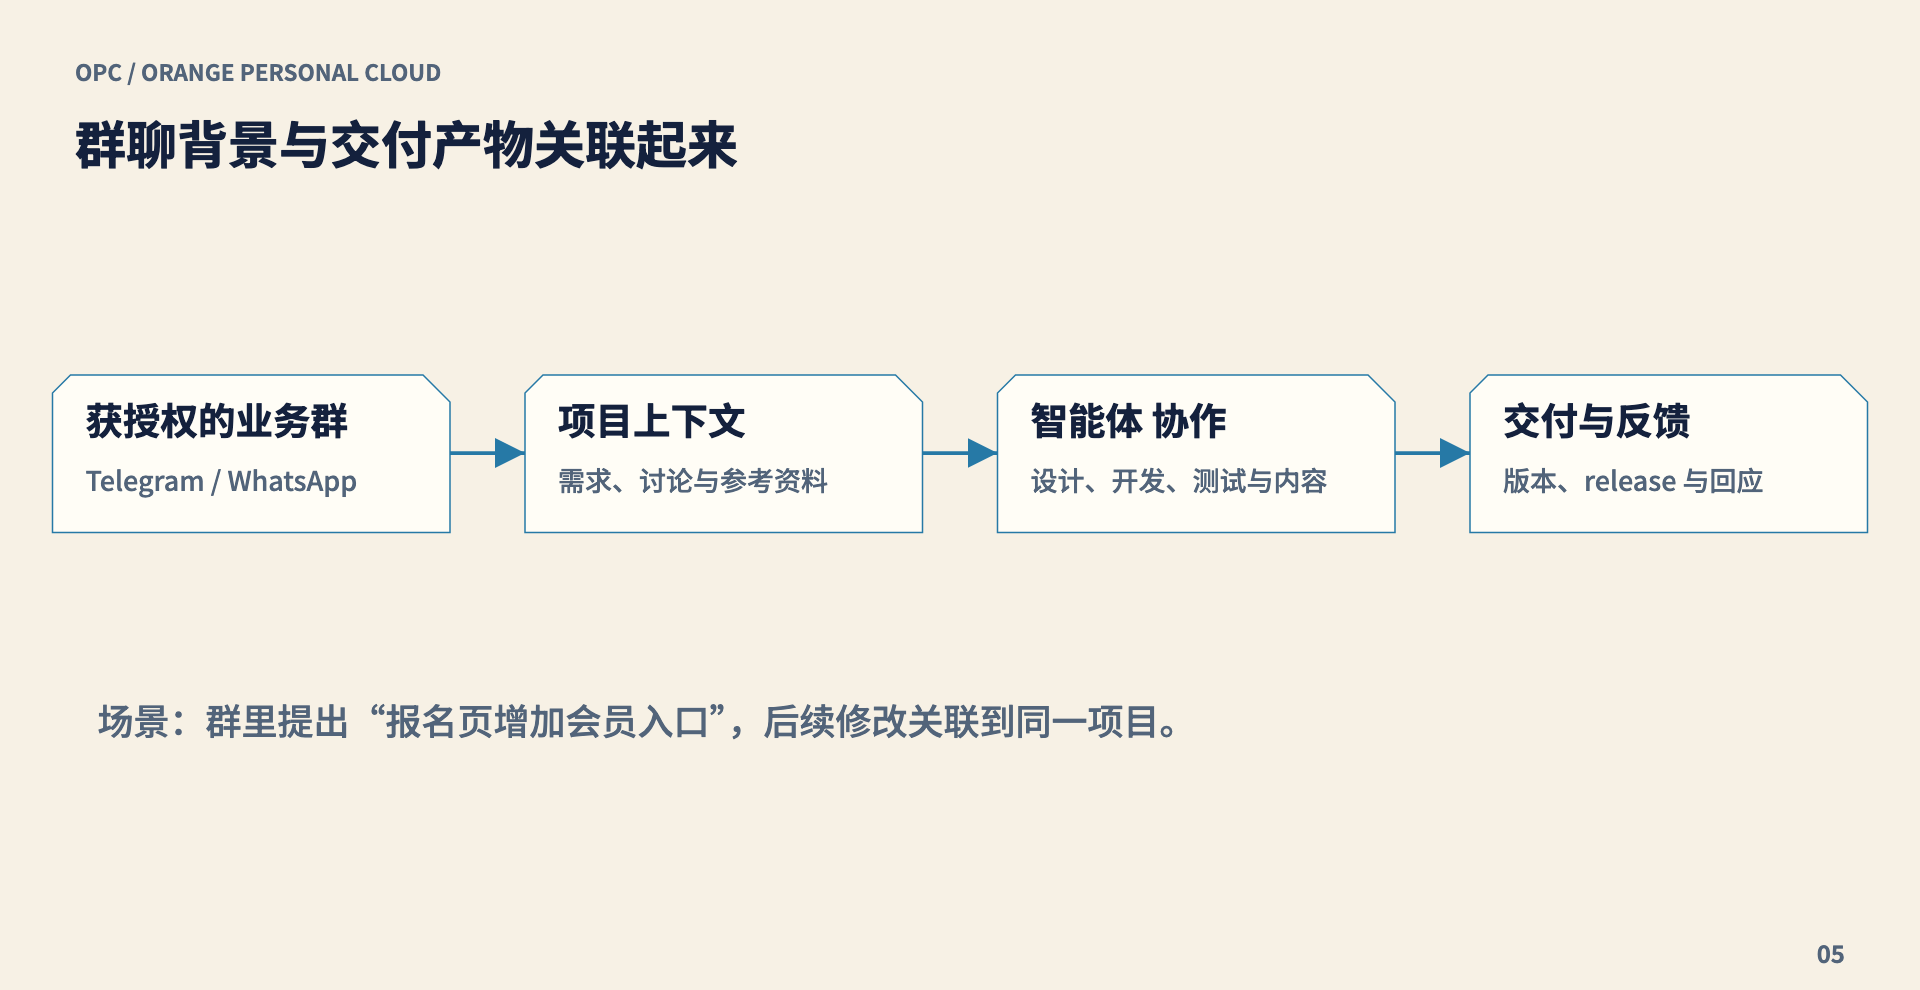 OPC / ORANGE PERSONAL CLOUD
群聊背景与交付产物关联起来
获授权的业务群
Telegram / WhatsApp
项目上下文
需求、讨论与参考资料
智能体 协作
设计、开发、测试与内容
交付与反馈
版本、release 与回应
场景：群里提出“报名页增加会员入口”，后续修改关联到同一项目。
05